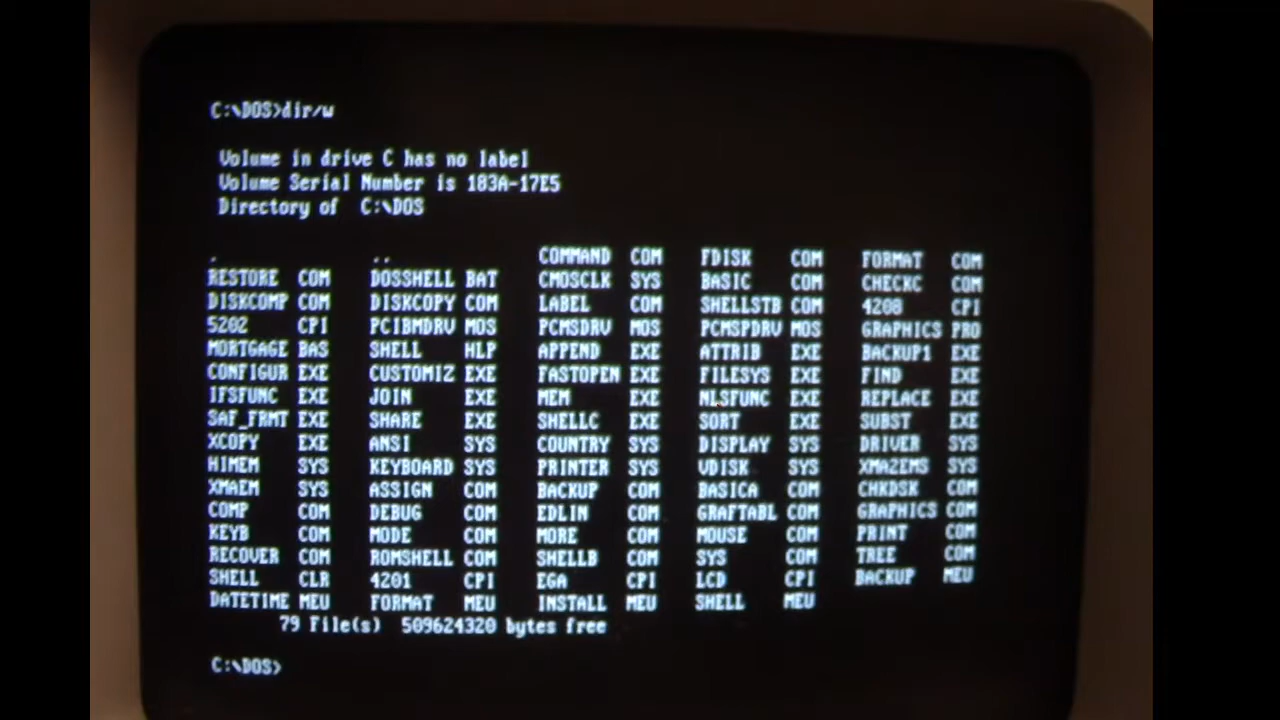 C:\DOS>dir/w
Volume in drive C has no label
Volume Serial Number is 183A-17E5
Directory of  C:\DOS
.            ..           COMMAND  COM   FDISK    COM   FORMAT   COM
RESTORE  COM   DOSSHELL BAT   CMOSCLK  SYS   BASIC    COM   CHECKC   COM
DISKCOMP COM   DISKCOPY COM   LABEL    COM   SHELLSTB COM   4208     CPI
5202     CPI   PCIBMDRV MOS   PCMSDRV  MOS   PCMSPDRV MOS   GRAPHICS PRO
MORTGAGE BAS   SHELL    HLP   APPEND   EXE   ATTRIB   EXE   BACKUP1  EXE
CONFIGUR EXE   CUSTOMIZ EXE   FASTOPEN EXE   FILESYS  EXE   FIND     EXE
IFSFUNC  EXE   JOIN     EXE   MEM      EXE   NLSFUNC  EXE   REPLACE  EXE
SAF_FRMT EXE   SHARE    EXE   SHELLC   EXE   SORT     EXE   SUBST    EXE
XCOPY    EXE   ANSI     SYS   COUNTRY  SYS   DISPLAY  SYS   DRIVER   SYS
HIMEM    SYS   KEYBOARD SYS   PRINTER  SYS   VDISK    SYS   XMA2EMS  SYS
XMAEM    SYS   ASSIGN   COM   BACKUP   COM   BASICA   COM   CHKDSK   COM
COMP     COM   DEBUG    COM   EDLIN    COM   GRAFTABL COM   GRAPHICS COM
KEYB     COM   MODE     COM   MORE     COM   MOUSE    COM   PRINT    COM
RECOVER  COM   ROMSHELL COM   SHELLB   COM   SYS      COM   TREE     COM
SHELL    CLR   4201     CPI   EGA      CPI   LCD      CPI   BACKUP   MEU
DATETIME MEU   FORMAT   MEU   INSTALL  MEU   SHELL    MEU
79 File(s)  509624320 bytes free
C:\DOS>